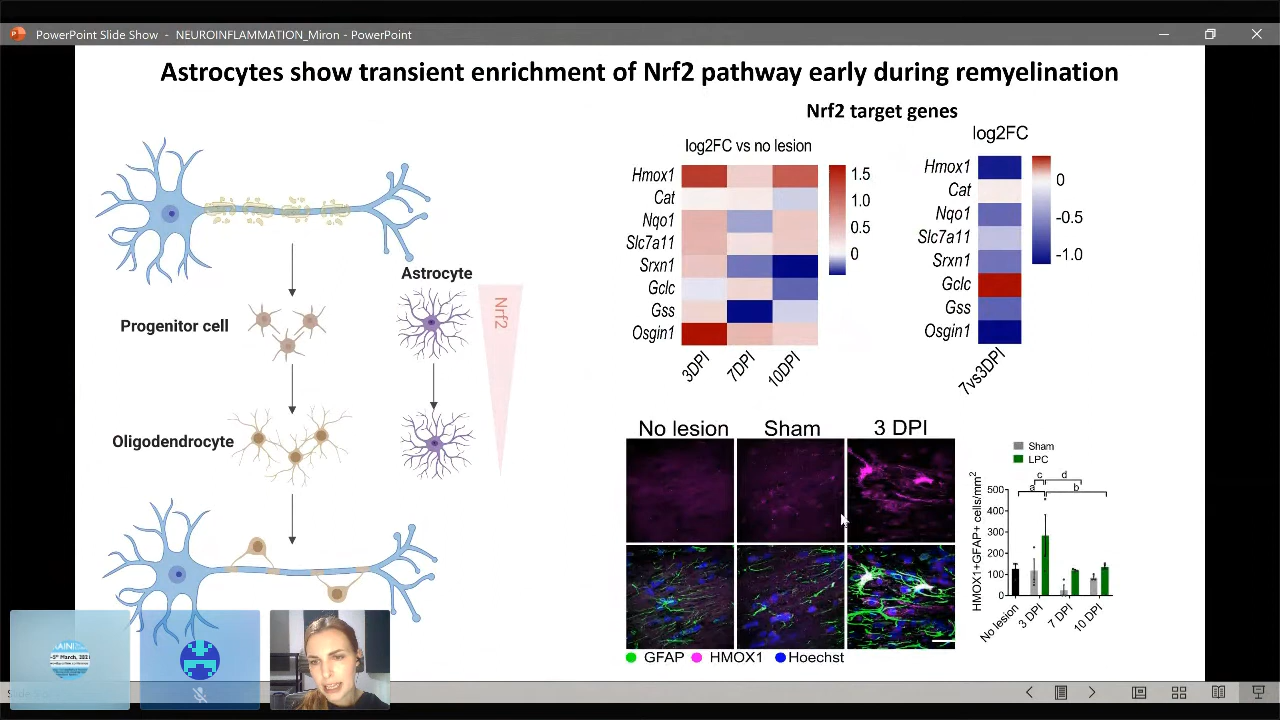 PowerPoint Slide Show - NEUROINFLAMMATION_Miron - PowerPoint
Astrocytes show transient enrichment of Nrf2 pathway early during remyelination
Nrf2 target genes
log2FC vs no lesion
Hmox1
Cat
Nqo1
Slc7a11
Srxn1
Gclc
Gss
Osgin1
1.5
1.0
0.5
0
3DPI
7DPI
10DPI
log2FC
Hmox1
Cat
Nqo1
Slc7a11
Srxn1
Gclc
Gss
Osgin1
0
-0.5
-1.0
7vs3DPI
Astrocyte
Nrf2
Progenitor cell
Oligodendrocyte
No lesion
Sham
3 DPI
GFAP
HMOX1
Hoechst
Sham
LPC
c
d
a
b
HMOX1+GFAP+ cells/mm2
500
400
300
200
100
0
No lesion
3 DPI
7 DPI
10 DPI